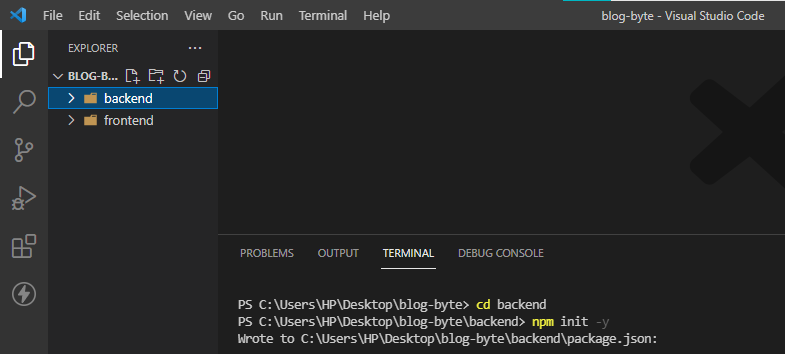 File Edit Selection View Go Run Terminal Help blog-byte - Visual Studio Code
EXPLORER ...
BLOG-B...
backend
frontend
PROBLEMS OUTPUT TERMINAL DEBUG CONSOLE
PS C:\Users\HP\Desktop\blog-byte> cd backend
PS C:\Users\HP\Desktop\blog-byte\backend> npm init -y
Wrote to C:\Users\HP\Desktop\blog-byte\backend\package.json: